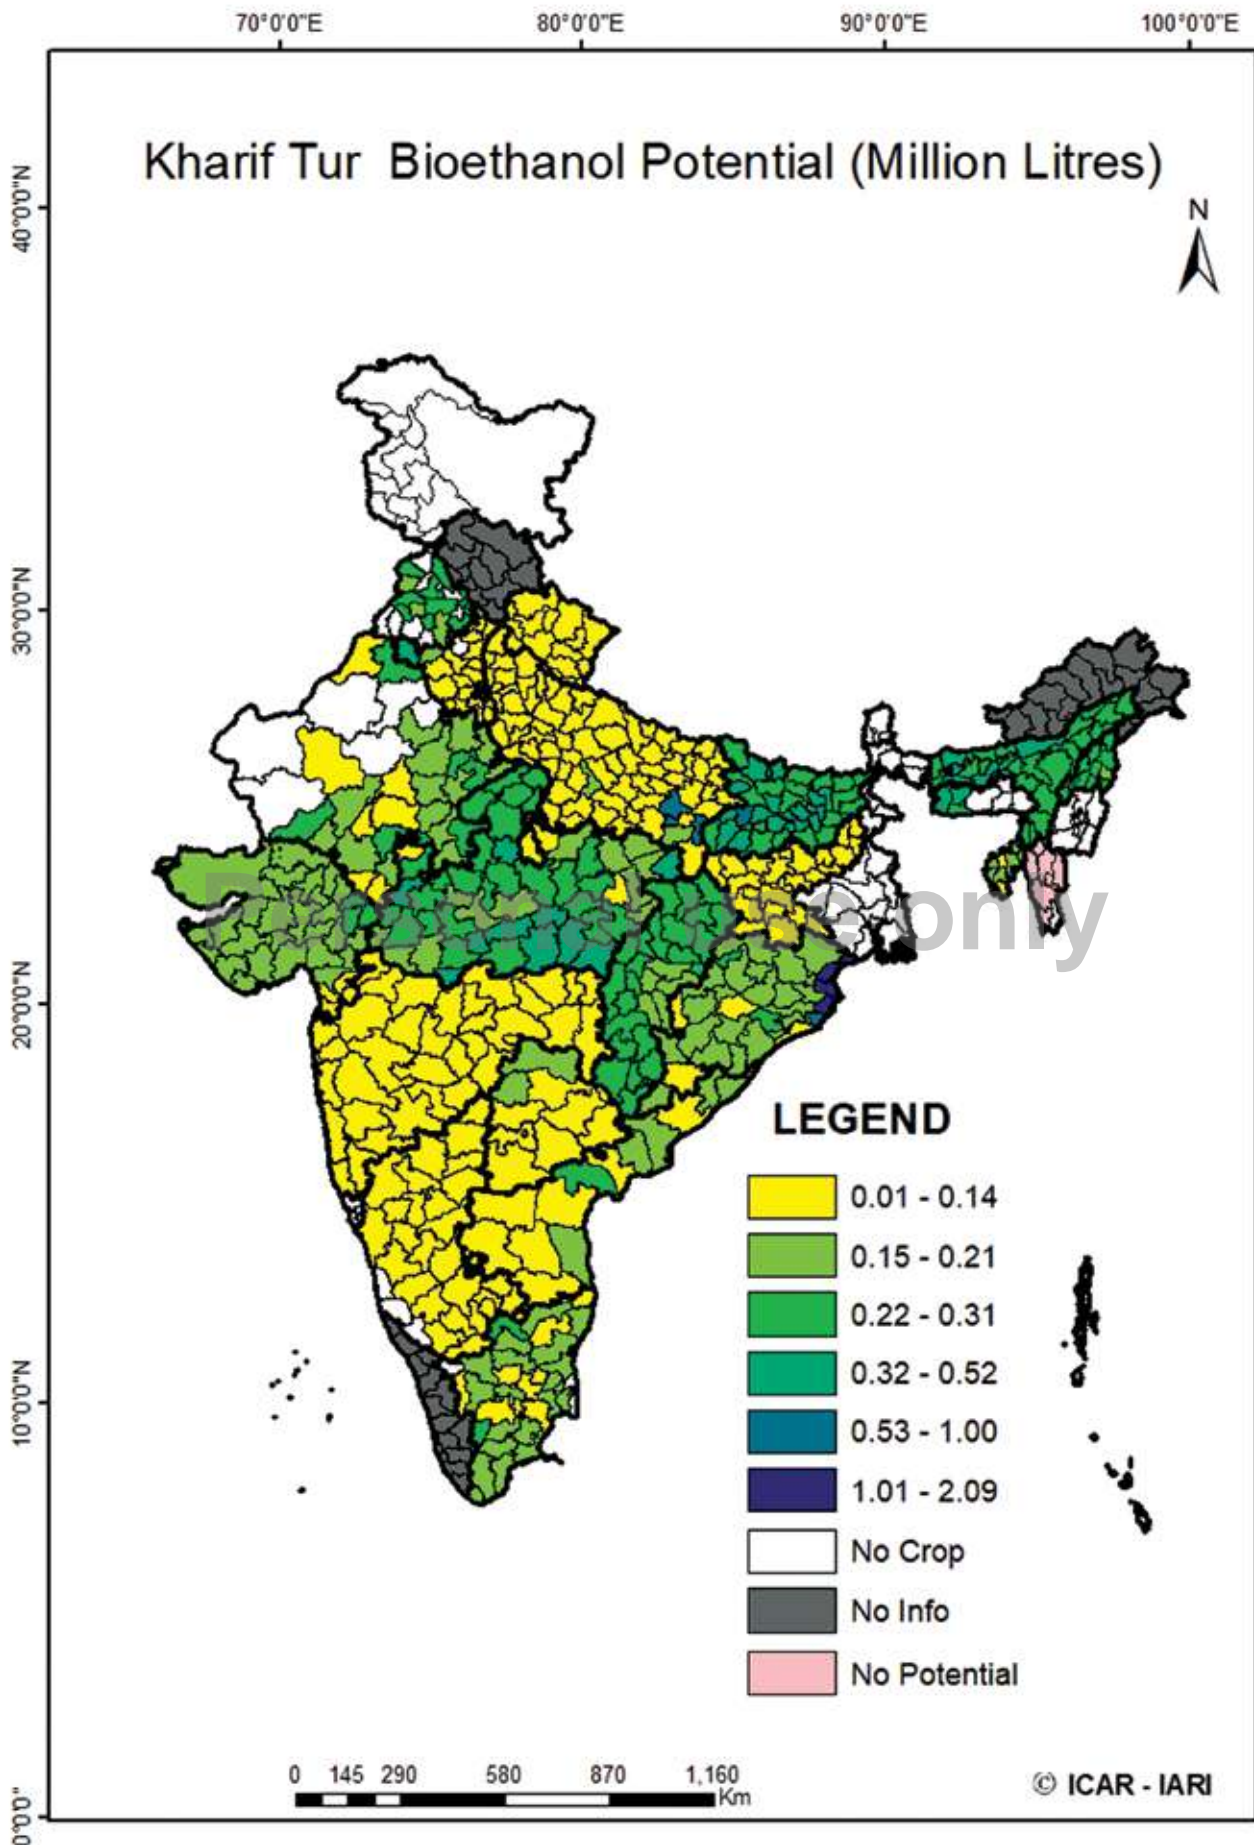 70°0'0"E 80°0'0"E 90°0'0"E 100°0'0"E
Kharif Tur Bioethanol Potential (Million Litres)
40°0'0"N
N
30°0'0"N
Personal use only
20°0'0"N
LEGEND
0.01 - 0.14
0.15 - 0.21
0.22 - 0.31
0.32 - 0.52
10°0'0"N
0.53 - 1.00
1.01 - 2.09
No Crop
No Info
No Potential
0 145 290 580 870 1,160
Km
© ICAR - IARI
0°0'0"